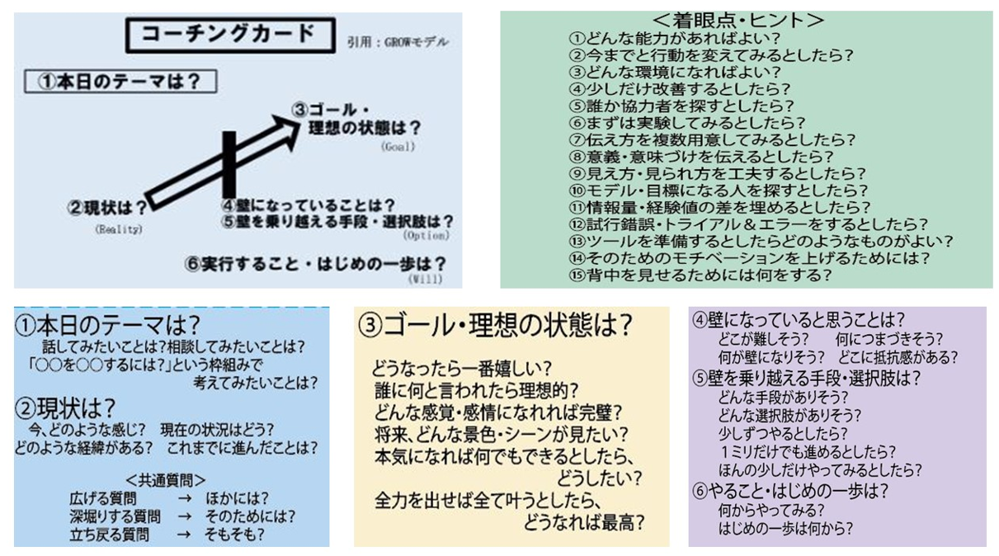 コーチングカード
引用：GROWモデル
①本日のテーマは？
③ゴール・
理想の状態は？
(Goal)
②現状は？
(Reality)
④壁になっていることは？
⑤壁を乗り越える手段・選択肢は？
(Option)
⑥実行すること・はじめの一歩は？
(Will)
＜着眼点・ヒント＞
①どんな能力があればよい？
②今までと行動を変えてみるとしたら？
③どんな環境になればよい？
④少しだけ改善するとしたら？
⑤誰か協力者を探すとしたら？
⑥まずは実験してみるとしたら？
⑦伝え方を複数用意してみるとしたら？
⑧意義・意味づけを伝えるとしたら？
⑨見え方・見られ方を工夫するとしたら？
⑩モデル・目標になる人を探すとしたら？
⑪情報量・経験値の差を埋めるとしたら？
⑫試行錯誤・トライアル＆エラーをするとしたら？
⑬ツールを準備するとしたらどのようなものがよい？
⑭そのためのモチベーションを上げるためには？
⑮背中を見せるためには何をする？
①本日のテーマは？
話してみたいことは？相談してみたいことは？
「〇〇を〇〇するには？」という枠組みで
考えてみたいことは？
②現状は？
今、どのような感じ？　現在の状況はどう？
どのような経緯がある？　これまでに進んだことは？
＜共通質問＞
広げる質問　→　ほかには？
深堀りする質問　→　そのためには？
立ち戻る質問　→　そもそも？
③ゴール・理想の状態は？
どうなったら一番嬉しい？
誰に何と言われたら理想的？
どんな感覚・感情になれれば完璧？
将来、どんな景色・シーンが見たい？
本気になれば何でもできるとしたら、
どうしたい？
全力を出せば全て叶うとしたら、
どうなれば最高？
④壁になっていると思うことは？
どこが難しそう？　何につまづきそう？
何が壁になりそう？　どこに抵抗感がある？
⑤壁を乗り越える手段・選択肢は？
どんな手段がありそう？
どんな選択肢がありそう？
少しずつやるとしたら？
１ミリだけでも進めるとしたら？
ほんの少しだけやってみるとしたら？
⑥やること・はじめの一歩は？
何からやってみる？
はじめの一歩は何から？